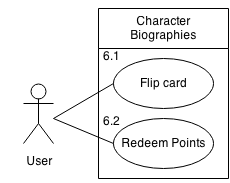 Character
Biographies
6.1
Flip card
6.2
Redeem Points
User